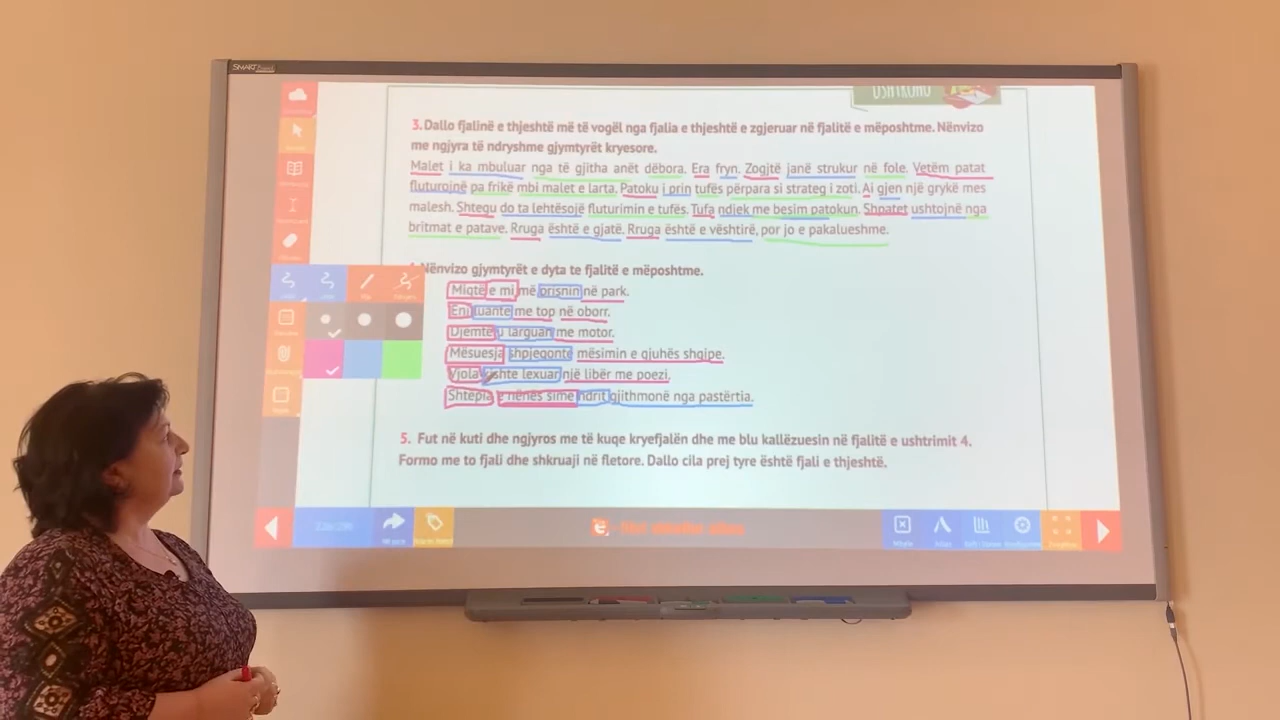 SMART Board
USHTROHU
3. Dallo fjalinë e thjeshtë më të vogël nga fjalia e thjeshtë e zgjeruar në fjalitë e mëposhtme. Nënvizo
me ngjyra të ndryshme gjymtyrët kryesore.
Malet i ka mbuluar nga të gjitha anët dëbora. Era fryn. Zogjtë janë strukur në fole. Vetëm patat
fluturojnë pa frikë mbi malet e larta. Patoku i prin tufës përpara si strateg i zoti. Ai gjen një grykë mes
malesh. Shtegu do ta lehtësojë fluturimin e tufës. Tufa ndiek me besim patokun. Shpatet ushtojnë nga
britmat e patave. Rruga është e gjatë. Rruga është e vështirë, por jo e pakalueshme.
Nënvizo gjymtyrët e dyta te fjalitë e mëposhtme.
Miqtë e mi më prisnin në park.
Eni luante me top në oborr.
Djemtë u larguan me motor.
Mësuesja shpjegonte mësimin e gjuhës shqipe.
Vjola kishte lexuar një libër me poezi.
Shtëpia e nënës sime ndrit gjithmonë nga pastërtia.
5. Fut në kuti dhe ngjyros me të kuqe kryefjalën dhe me blu kallëzuesin në fjalitë e ushtrimit 4.
Formo me to fjali dhe shkruaji në fletore. Dallo cila prej tyre është fjali e thjeshtë.